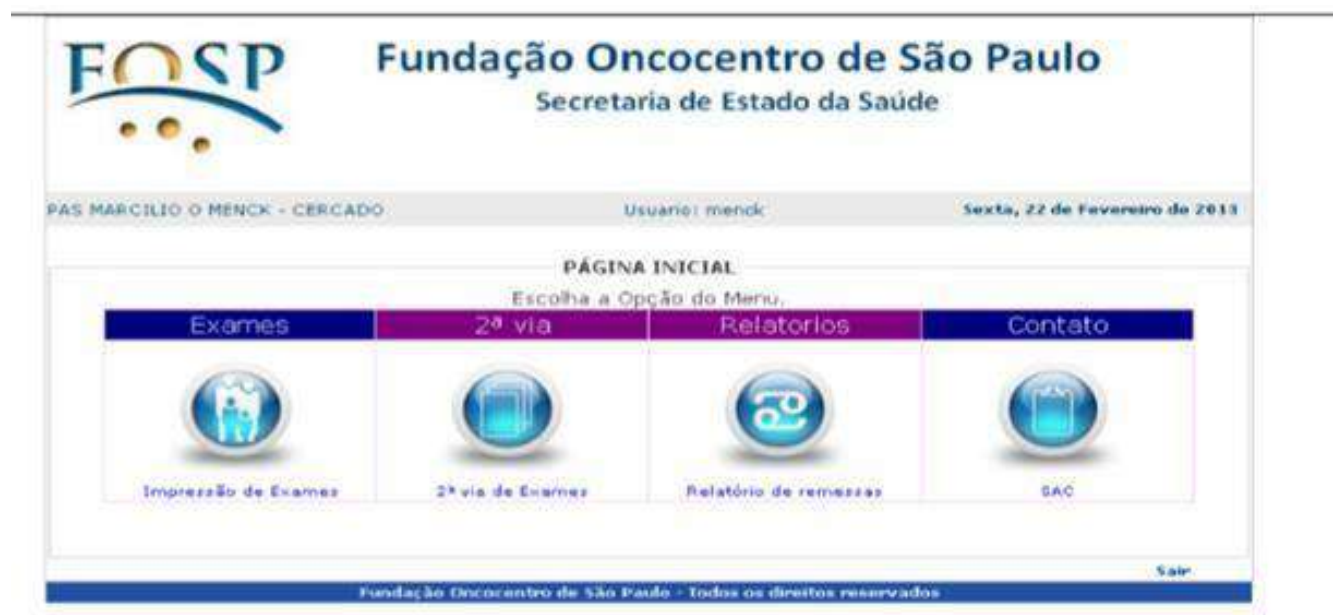 FOSP
Fundação Oncocentro de São Paulo
Secretaria de Estado da Saúde
PAS MARCILIO O MENCK - CERCADO Usuario: menck Sexta, 22 de Fevereiro de 2013
PÁGINA INICIAL
Escolha a Opção do Menu.
Exames 2ª via Relatorios Contato
Impressão de Exames 2ª via de Exames Relatório de remessas SAC
Sair
Fundação Oncocentro de São Paulo - Todos os direitos reservados